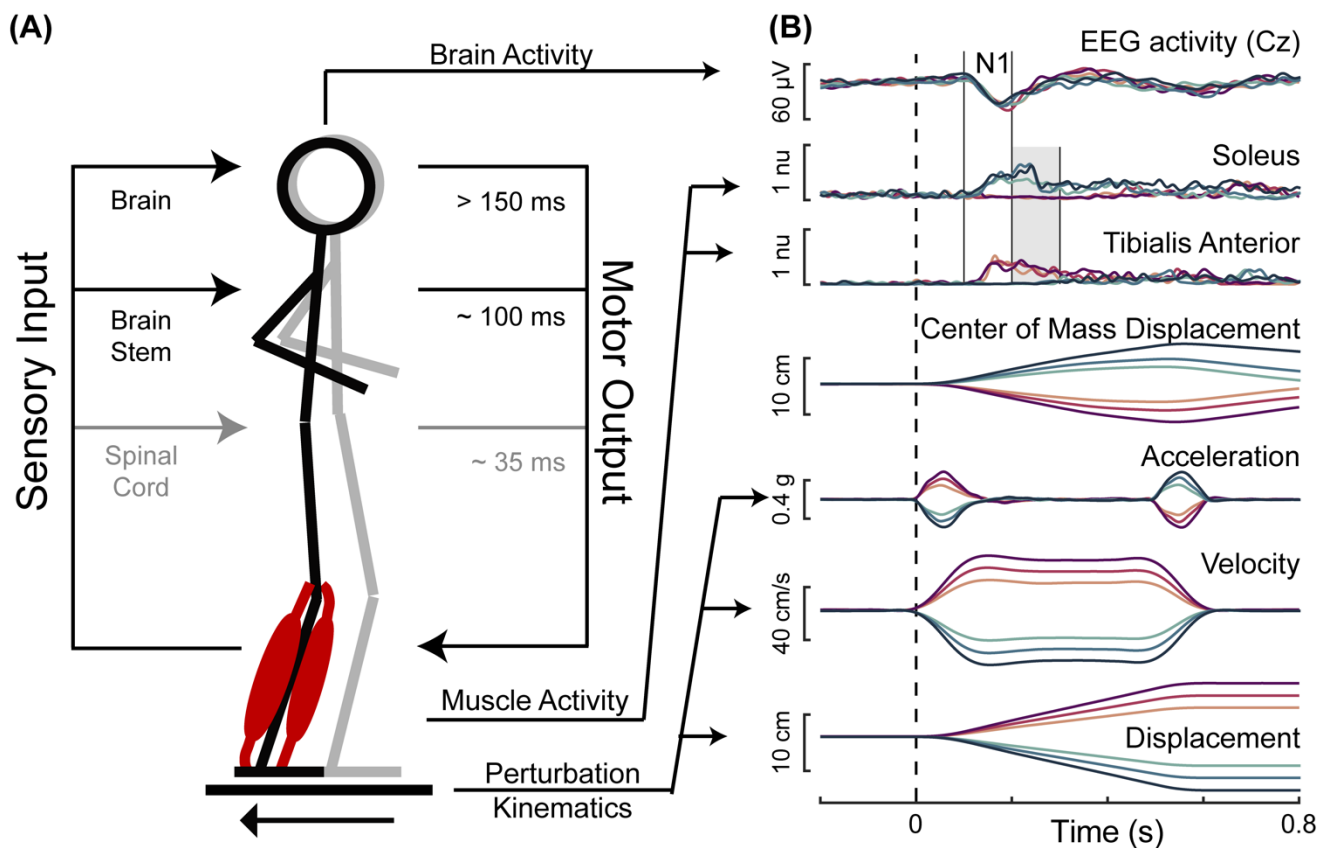 (A)
Brain Activity
Sensory Input
Brain
Brain
Stem
Spinal
Cord
> 150 ms
~ 100 ms
~ 35 ms
Motor Output
Muscle Activity
Perturbation
Kinematics
(B)
EEG activity (Cz)
N1
60 µV
Soleus
1 nu
Tibialis Anterior
1 nu
Center of Mass Displacement
10 cm
Acceleration
0.4 g
Velocity
40 cm/s
Displacement
10 cm
0
Time (s)
0.8